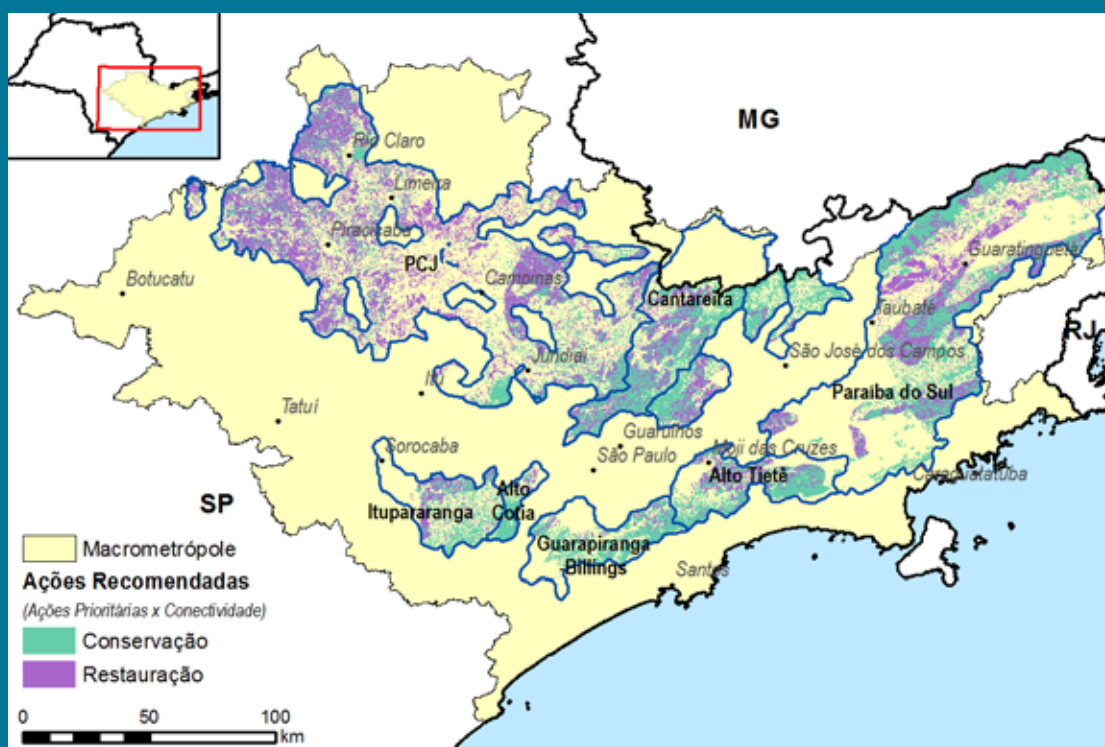 MG
Rio Claro
Limeira
Piracicaba
PCJ
Campinas
Botucatu
Cantareira
Guaratinguetá
Taubaté
RJ
São José dos Campos
Jundiaí
Itu
Paraíba do Sul
Tatuí
Guarulhos
Sorocaba
São Paulo
Moji das Cruzes
Alto Tietê
Caraguatatuba
SP
Itupararanga
Alto
Cotia
Guarapiranga
Billings
Santos
Macrometrópole
Ações Recomendadas
(Ações Prioritárias x Conectividade)
Conservação
Restauração
0 50 100
km